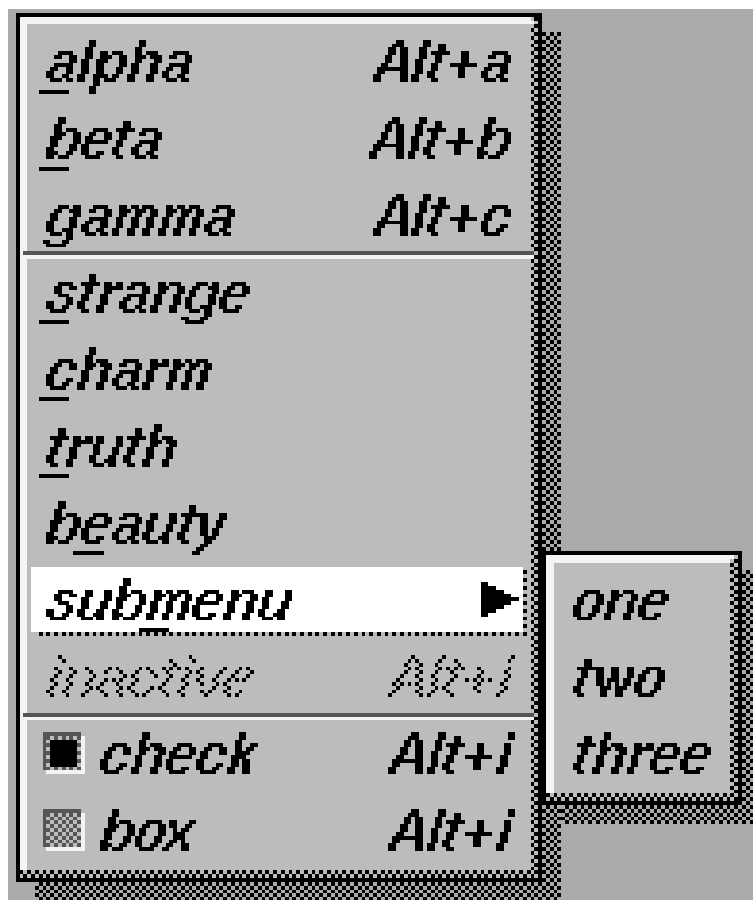 alpha Alt+a
beta Alt+b
gamma Alt+c
strange
charm
truth
beauty
submenu
inactive Alt+i
check Alt+i
box Alt+i
one
two
three